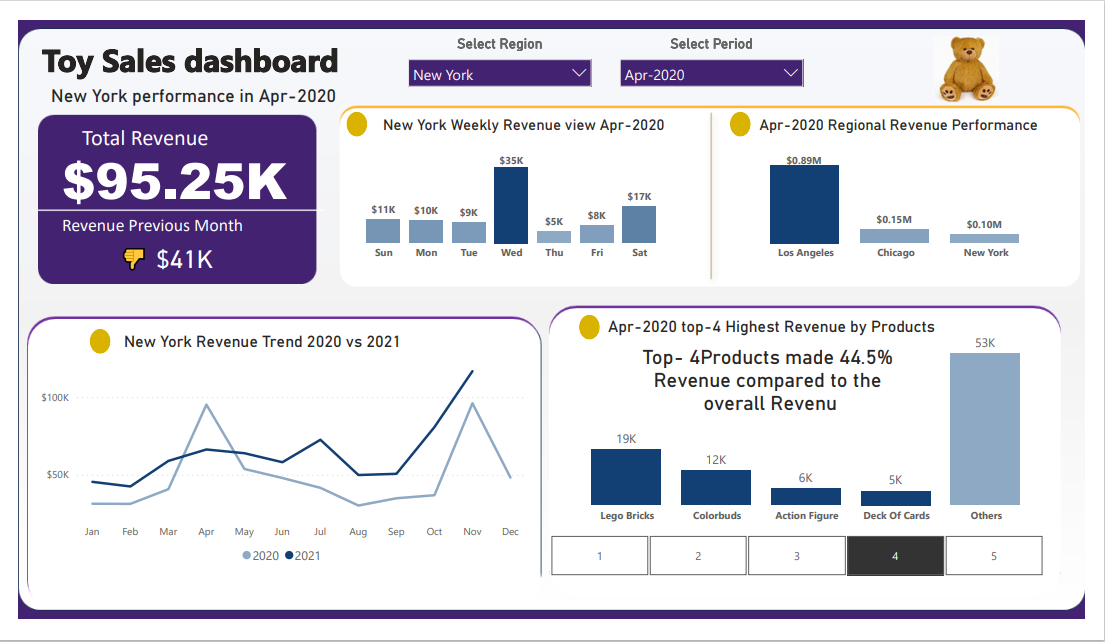 Toy Sales dashboard
New York performance in Apr-2020
Select Region
New York
Select Period
Apr-2020
Total Revenue
$95.25K
Revenue Previous Month
$41K
New York Weekly Revenue view Apr-2020
$11K
$10K
$9K
$35K
$5K
$8K
$17K
Sun
Mon
Tue
Wed
Thu
Fri
Sat
Apr-2020 Regional Revenue Performance
$0.89M
$0.15M
$0.10M
Los Angeles
Chicago
New York
New York Revenue Trend 2020 vs 2021
$100K
$50K
Jan
Feb
Mar
Apr
May
Jun
Jul
Aug
Sep
Oct
Nov
Dec
2020
2021
Apr-2020 top-4 Highest Revenue by Products
Top- 4Products made 44.5%
Revenue compared to the
overall Revenu
19K
12K
6K
5K
53K
Lego Bricks
Colorbuds
Action Figure
Deck Of Cards
Others
1
2
3
4
5